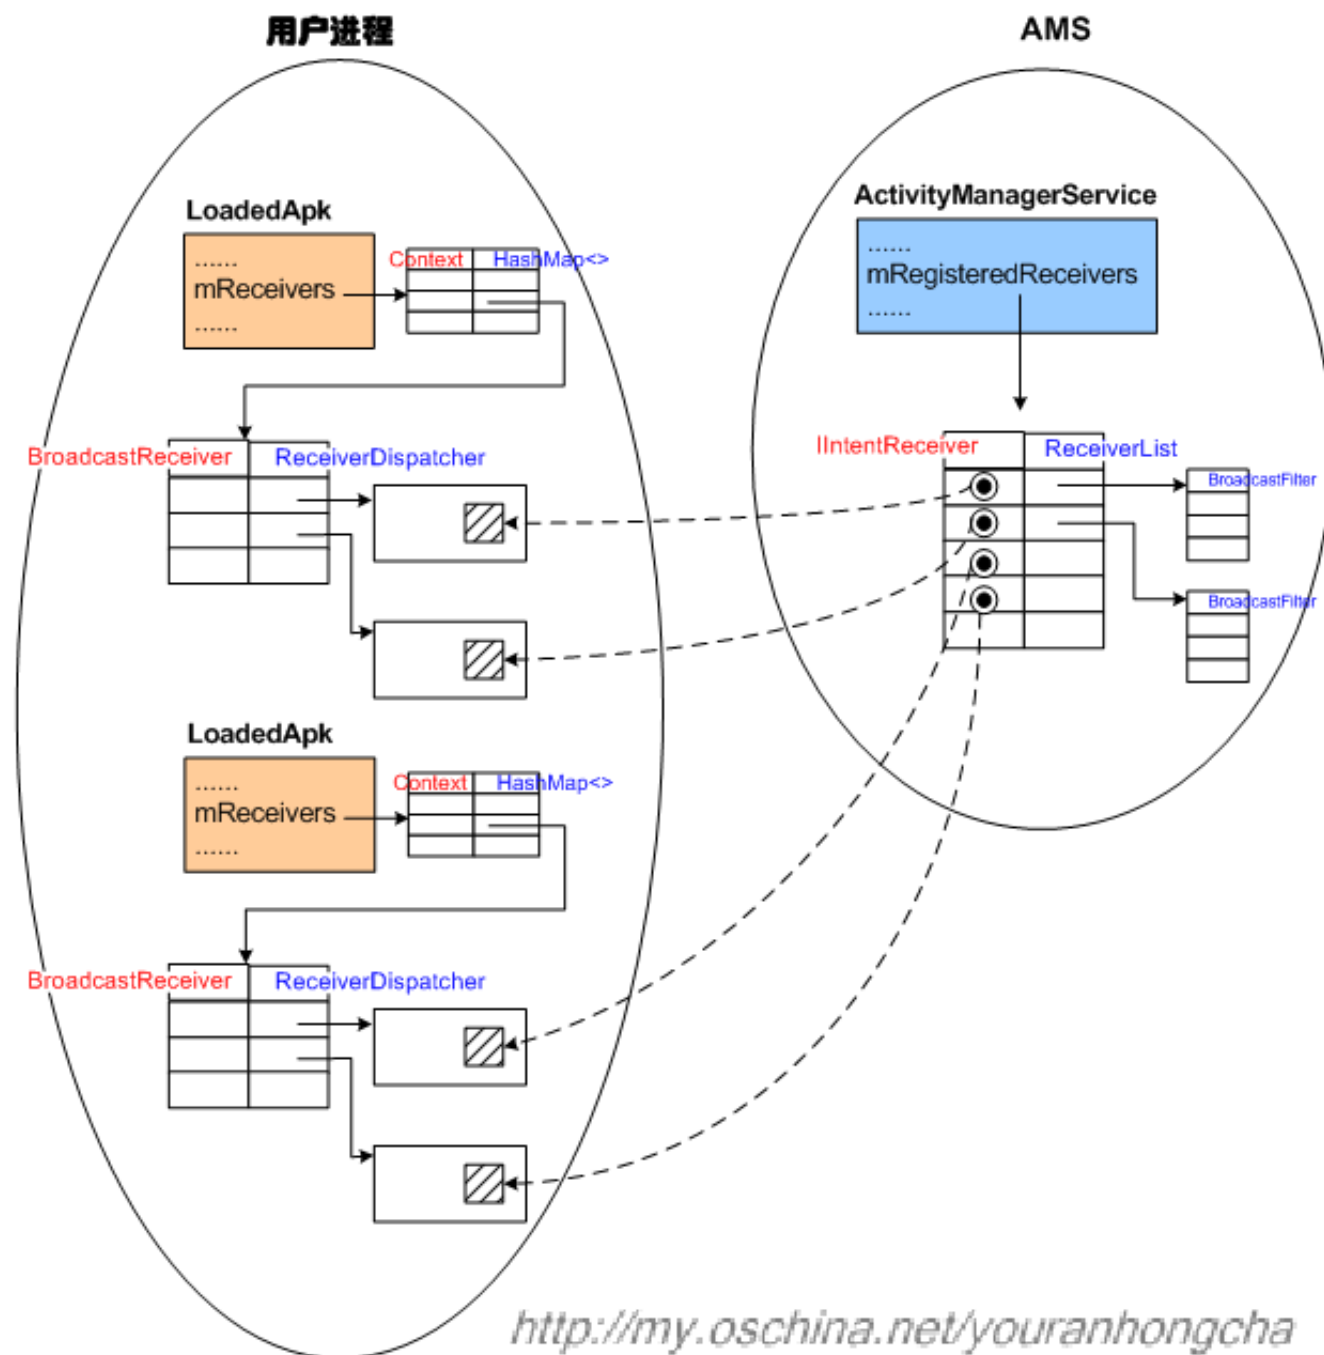 用户进程
AMS
LoadedApk
......
mReceivers
......
Context
HashMap<>
BroadcastReceiver
ReceiverDispatcher
LoadedApk
......
mReceivers
......
Context
HashMap<>
BroadcastReceiver
ReceiverDispatcher
ActivityManagerService
......
mRegisteredReceivers
......
IIntentReceiver
ReceiverList
BroadcastFilter
BroadcastFilter
http://my.oschina.net/youranhongcha